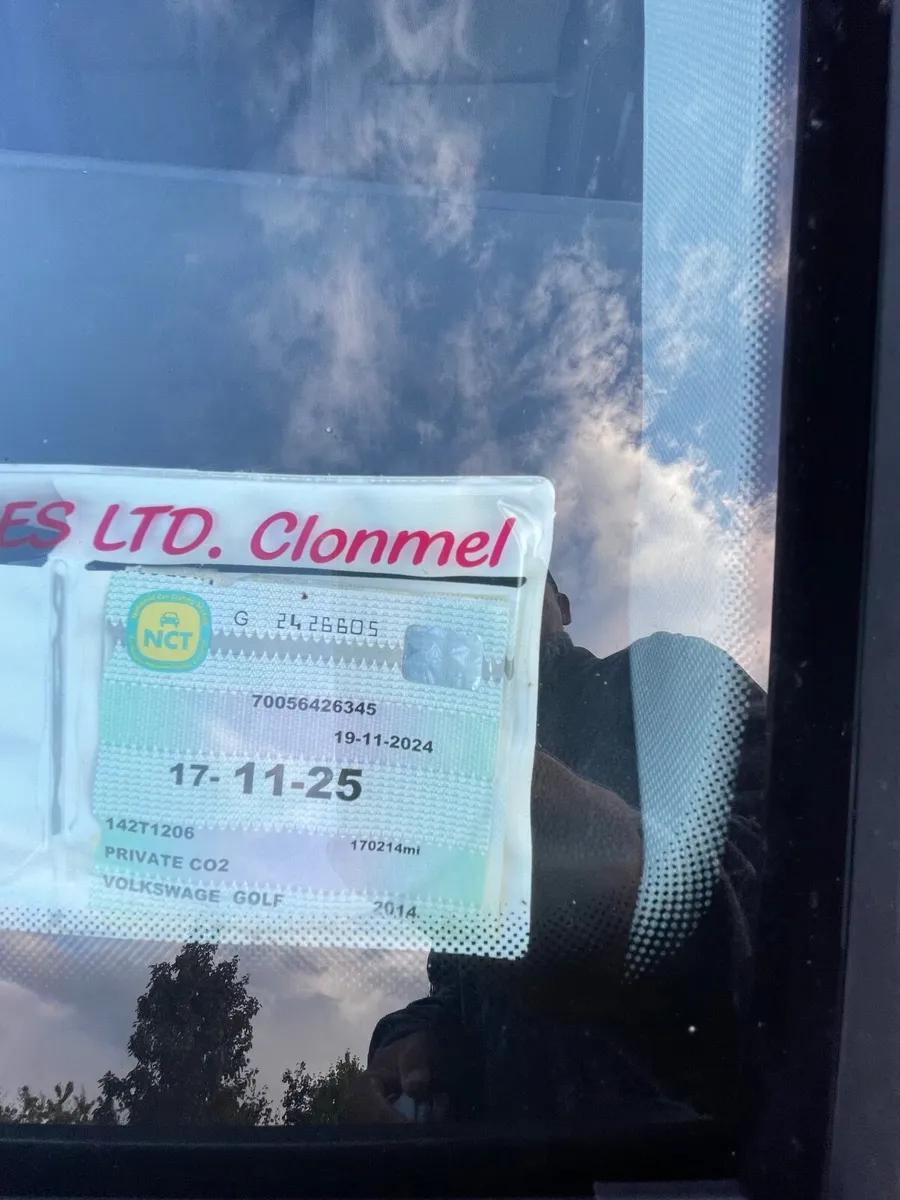 ES LTD. Clonmel
NCT
G 2426605
70056426345
19-11-2024
17- 11-25
142T1206
170214mi
PRIVATE CO2
VOLKSWAGE GOLF
2014